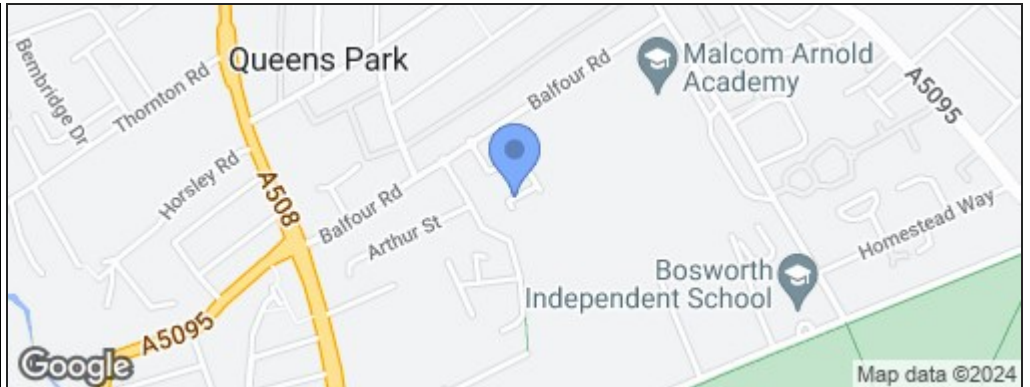 Queens Park
Bembridge Dr
Thornton Rd
Balfour Rd
Malcom Arnold
Academy
A5095
Horsley Rd
A508
Balfour Rd
Arthur St
Homestead Way
Bosworth
Independent School
A5095
Google
Map data ©2024